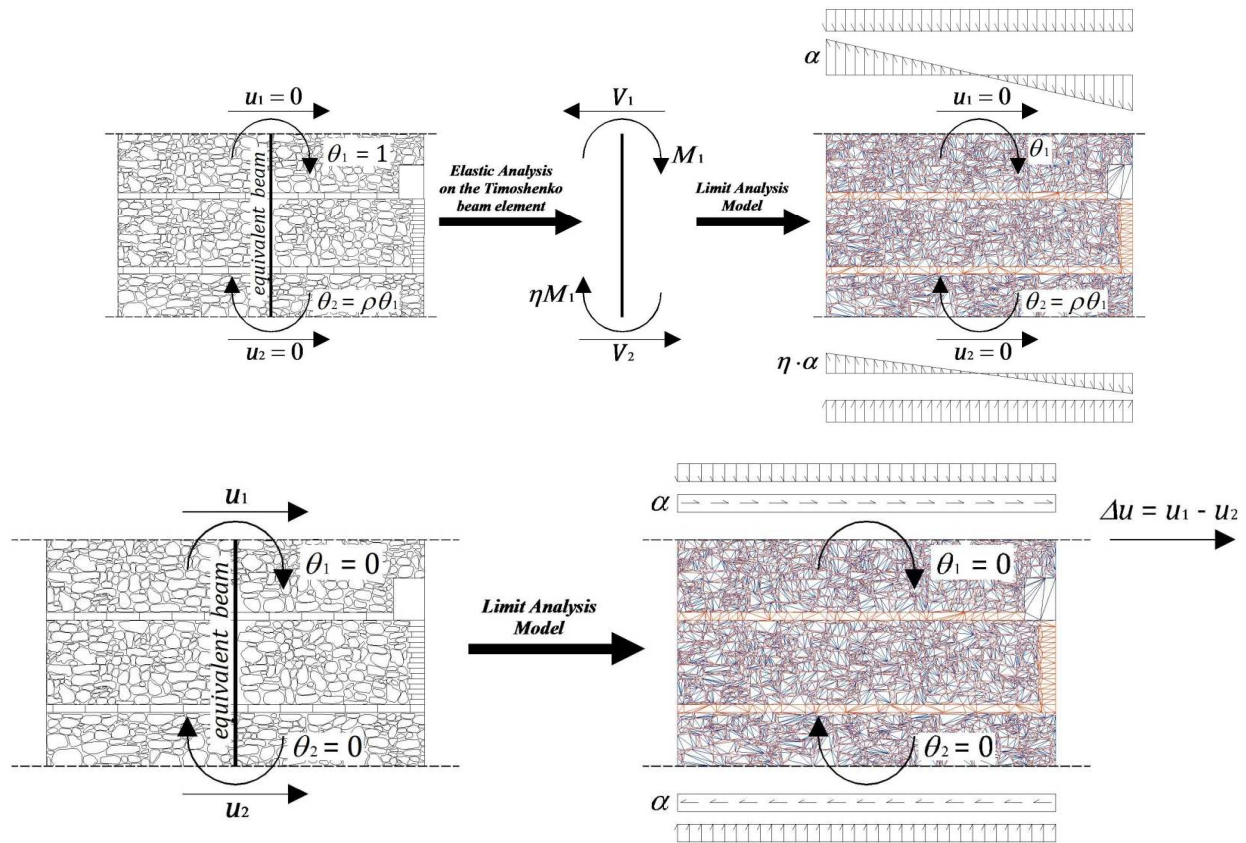 α
u₁ = 0
θ₁ = 1
equivalent beam
θ₂ = ρθ₁
u₂ = 0
Elastic Analysis
on the Timoshenko
beam element
V₁
M₁
ηM₁
V₂
Limit Analysis
Model
u₁ = 0
θ₁
θ₂ = ρθ₁
u₂ = 0
η · α
u₁
θ₁ = 0
equivalent beam
θ₂ = 0
u₂
Limit Analysis
Model
α
θ₁ = 0
θ₂ = 0
α
Δu = u₁ - u₂